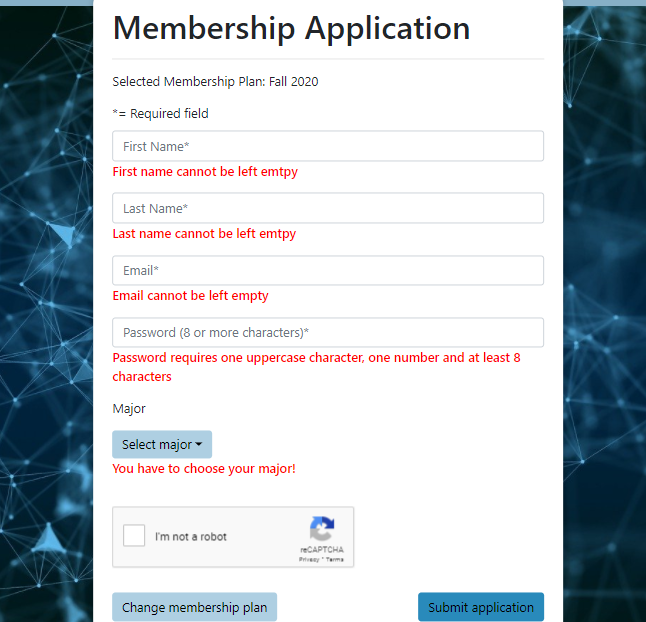 Membership Application
Selected Membership Plan: Fall 2020
*= Required field
First Name*
First name cannot be left emtpy
Last Name*
Last name cannot be left emtpy
Email*
Email cannot be left empty
Password (8 or more characters)*
Password requires one uppercase character, one number and at least 8
characters
Major
Select major
You have to choose your major!
I'm not a robot
reCAPTCHA
Privacy * Terms
Change membership plan
Submit application